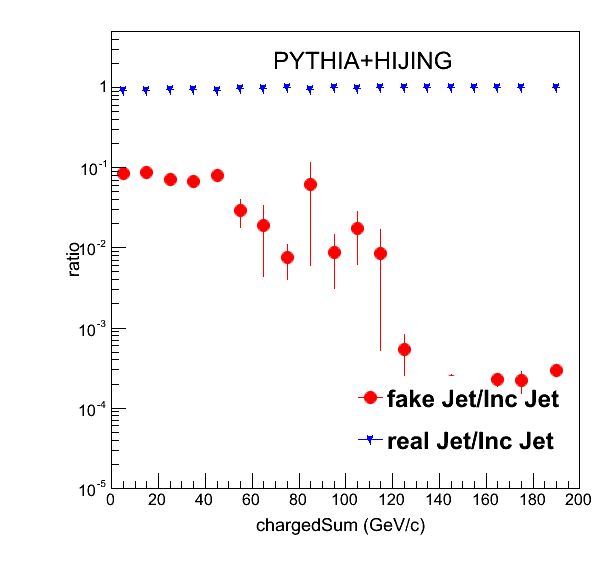 PYTHIA+HIJING
1
10-1
10-2
10-3
10-4
10-5
ratio
fake Jet/Inc Jet
real Jet/Inc Jet
0 20 40 60 80 100 120 140 160 180 200
chargedSum (GeV/c)